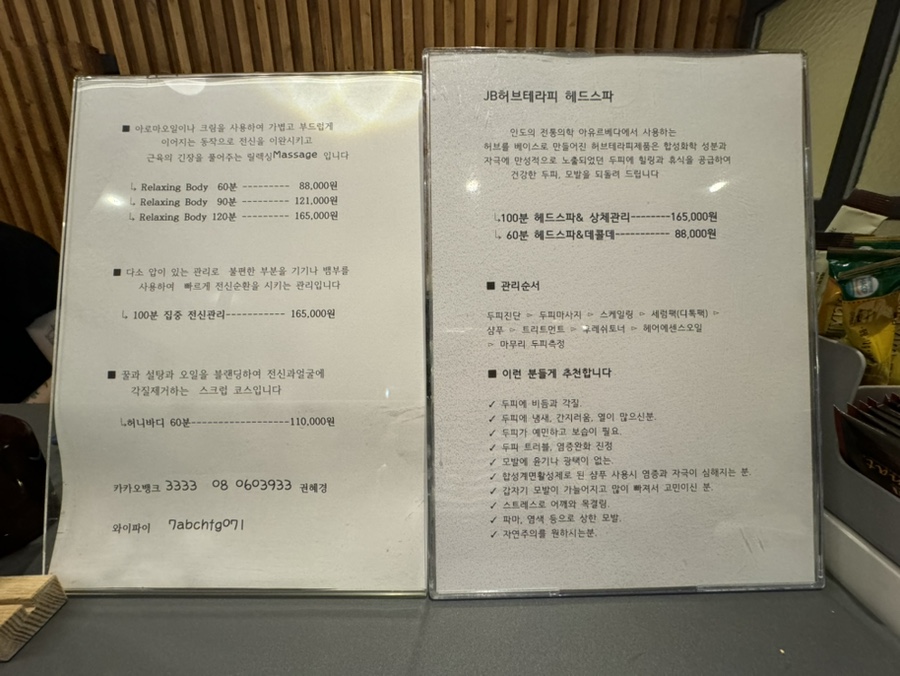 ■ 아로마오일이나 크림을 사용하여 가볍고 부드럽게
이어지는 동작으로 전신을 이완시키고
근육의 긴장을 풀어주는 릴렉싱Massage 입니다
↳ Relaxing Body 60분 --------- 88,000원
↳ Relaxing Body 90분 --------- 121,000원
↳ Relaxing Body 120분 --------- 165,000원
■ 다소 압이 있는 관리로 불편한 부분을 기기나 뱀부를
사용하여 빠르게 전신순환을 시키는 관리입니다
↳ 100분 집중 전신관리----------- 165,000원
■ 꿀과 설탕과 오일을 블랜딩하여 전신과얼굴에
각질제거하는 스크럽 코스입니다
↳허니바디 60분------------------110,000원
카카오뱅크 3333 08 0603933 권혜경
와이파이 7abchtg071
JB허브테라피 헤드스파
인도의 전통의학 아유르베다에서 사용하는
허브를 베이스로 만들어진 허브테라피제품은 합성화학 성분과
자극에 만성적으로 노출되었던 두피에 힐링과 휴식을 공급하여
건강한 두피, 모발을 되돌려 드립니다
↳100분 헤드스파& 상체관리--------165,000원
↳ 60분 헤드스파&데콜데----------- 88,000원
■ 관리순서
두피진단 ▻ 두피마사지 ▻ 스케일링 ▻ 세럼팩(디톡팩) ▻
샴푸 ▻ 트리트먼트 ▻ 후레쉬토너 ▻ 헤어에센스오일
▻ 마무리 두피측정
■ 이런 분들게 추천합니다
✓ 두피에 비듬과 각질.
✓ 두피에 냄새, 간지러움, 열이 많으신분.
✓ 두피가 예민하고 보습이 필요.
✓ 두피 트러블, 염증완화 진정
✓ 모발에 윤기나 광택이 없는.
✓ 합성계면활성제로 된 샴푸 사용시 염증과 자극이 심해지는 분.
✓ 갑자기 모발이 가늘어지고 많이 빠져서 고민이신 분.
✓ 스트레스로 어깨와 목결림.
✓ 파마, 염색 등으로 상한 모발.
✓ 자연주의를 원하시는분.